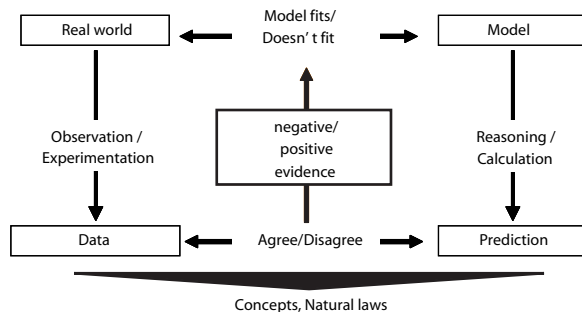 Real world
Model fits/
Doesn' t fit
Model
Observation /
Experimentation
negative/
positive
evidence
Reasoning /
Calculation
Data
Agree/Disagree
Prediction
Concepts, Natural laws